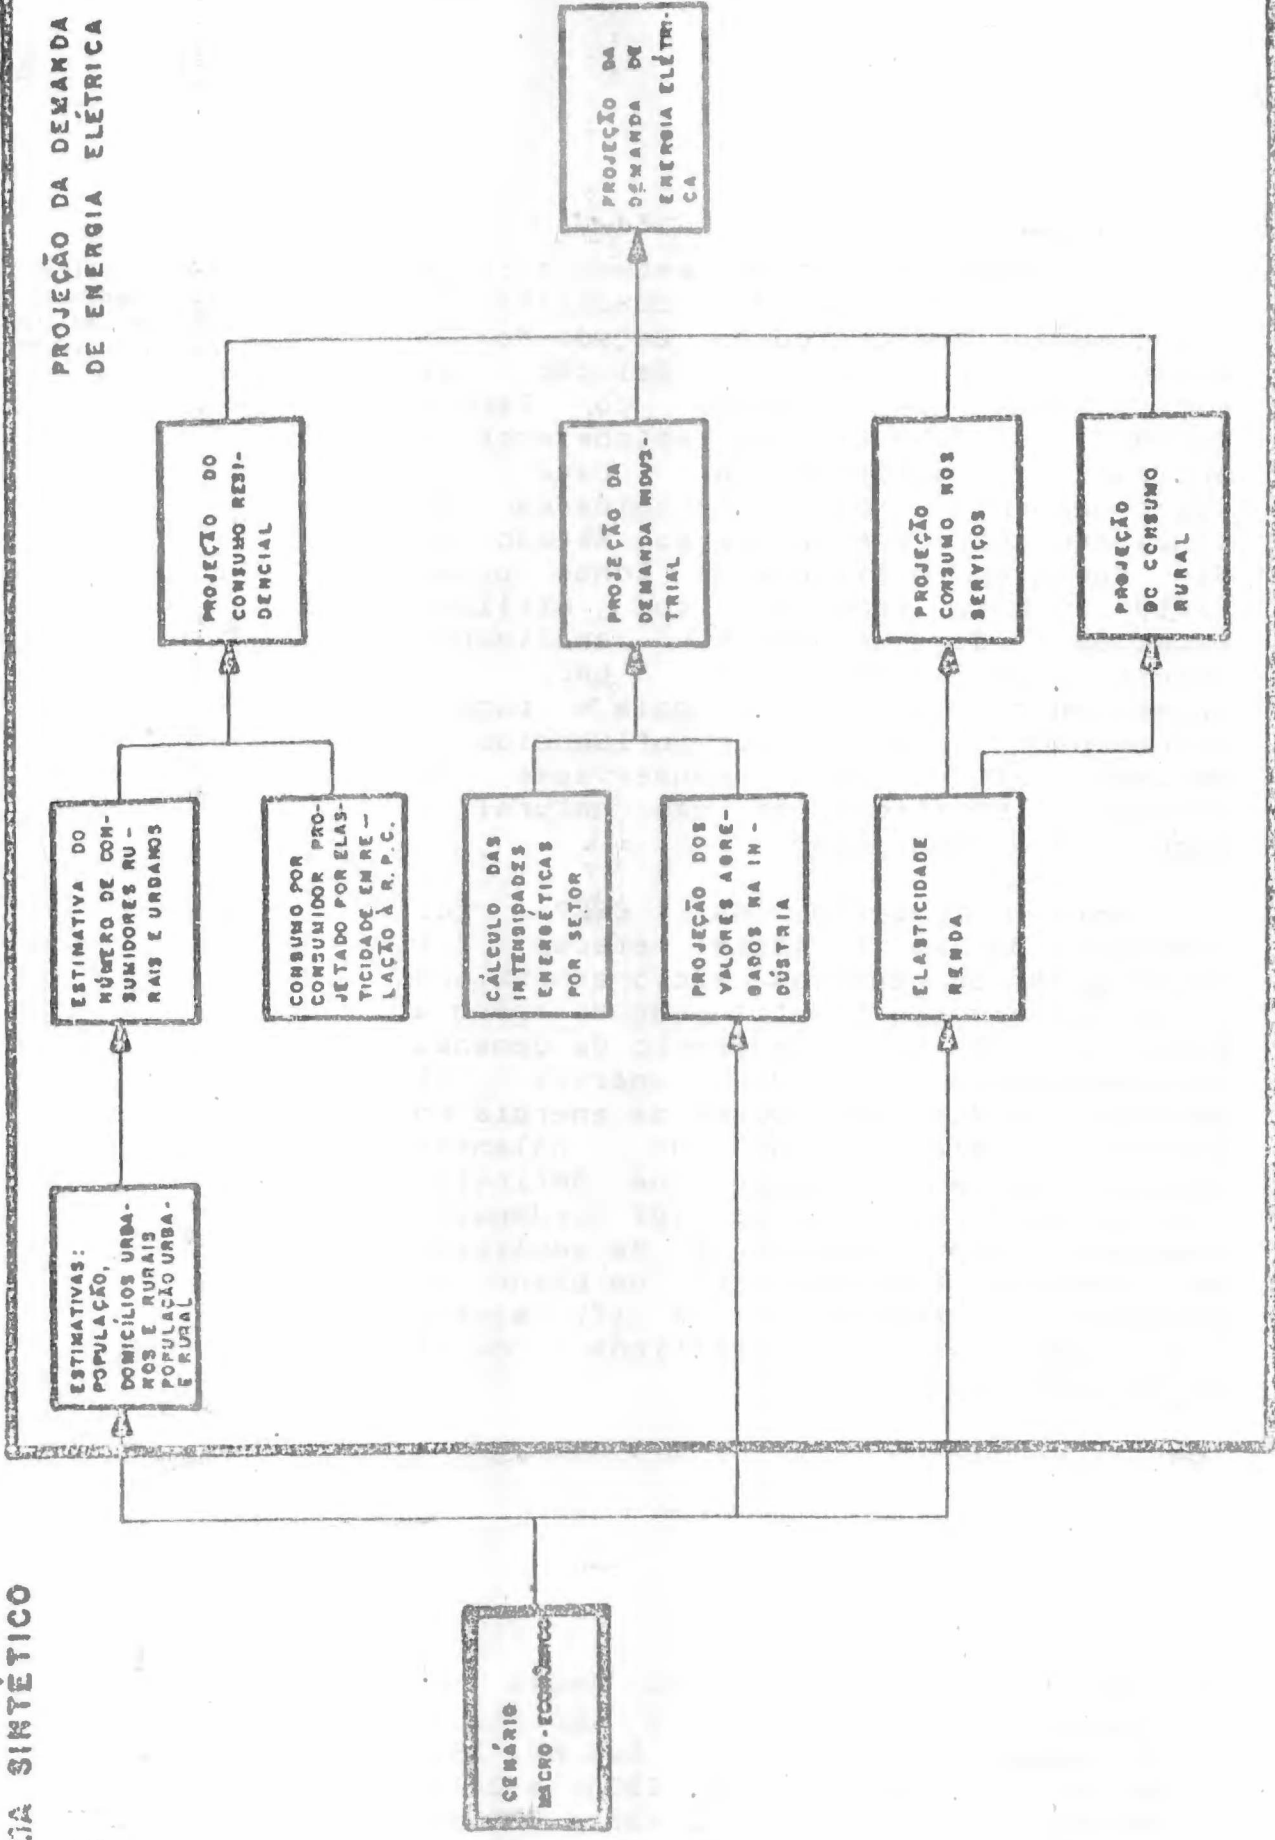 SINTÉTICO
PROJEÇÃO DA DEMANDA
DE ENERGIA ELÉTRICA
CENÁRIO
MACRO-ECONÔMICO
ESTIMATIVAS:
POPULAÇÃO,
DOMICÍLIOS URBA-
NOS E RURAIS
POPULAÇÃO URBA-
E RURAL
ESTIMATIVA DO
NÚMERO DE CON-
SUMIDORES RU-
RAIS E URBANOS
CONSUMO POR
CONSUMIDOR PRO-
JETADO POR ELAS-
TICIDADE EM RE-
LAÇÃO À R.P.C.
CÁLCULO DAS
INTENSIDADES
ENERGÉTICAS
SETOR
PROJEÇÃO DOS
VALORES AGRE-
GADOS NA IN-
DÚSTRIA
ELASTICIDADE
RENDA
PROJEÇÃO DO
CONSUMO RESI-
DENCIAL
PROJEÇÃO DA
DEMANDA INDUS-
TRIAL
PROJEÇÃO
CONSUMO NOS
SERVIÇOS
PROJEÇÃO
DO CONSUMO
RURAL
PROJEÇÃO DA
DEMANDA DE
ENERGIA ELÉTRI-
CA